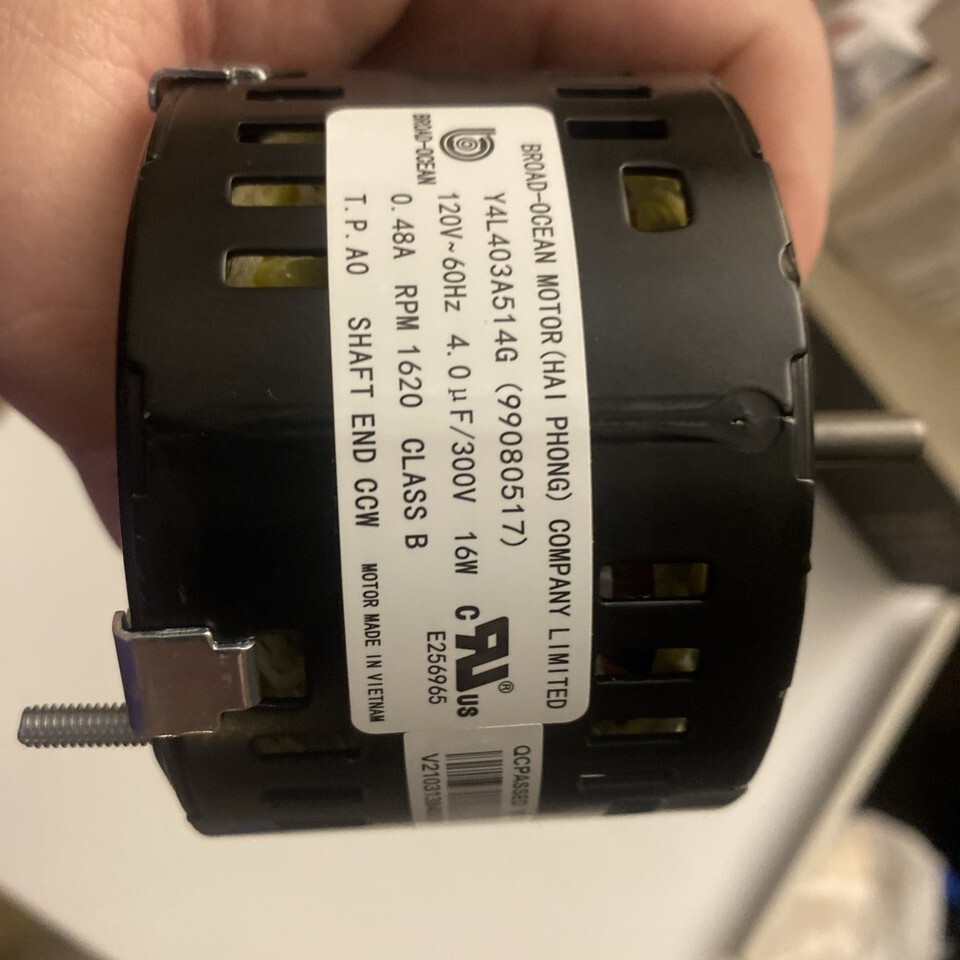 BROAD-OCEAN MOTOR(HAI PHONG) COMPANY LIMITED
BROAD-OCEAN
Y4L403A514G (99080517)
120V~60Hz 4.0μF/300V 16W
0.48A RPM 1620 CLASS B
T.P.AO SHAFT END CCW MOTOR MADE IN VIETNAM
C US ®
E256965
QCPASSED